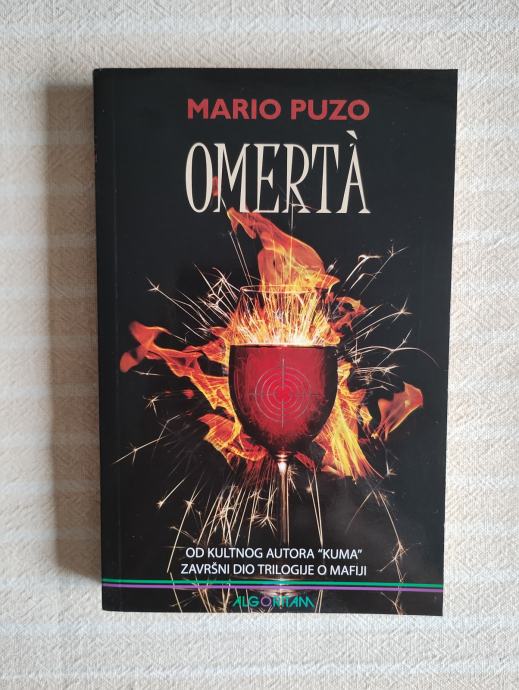 MARIO PUZO
OMERTÀ
OD KULTNOG AUTORA “KUMA”
ZAVRŠNI DIO TRILOGIJE O MAFIJI
ALGORITAM